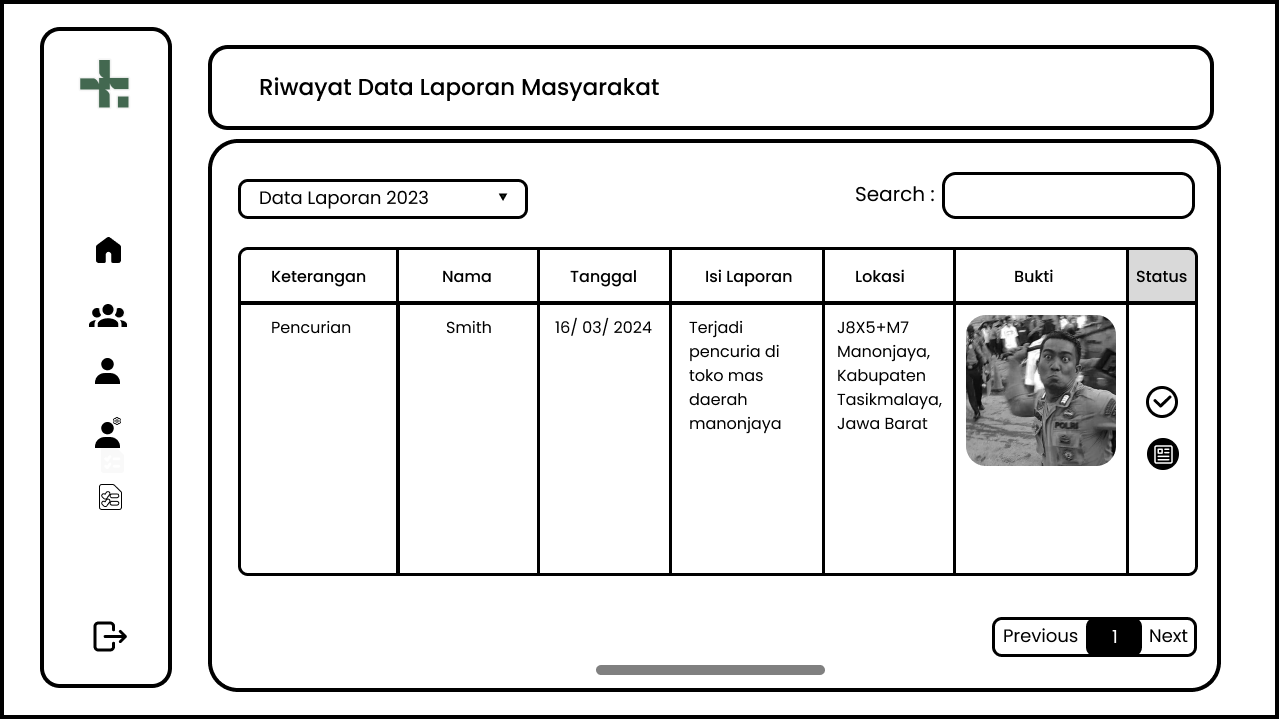 Riwayat Data Laporan Masyarakat
Data Laporan 2023
Search :
Keterangan Nama Tanggal Isi Laporan Lokasi Bukti Status
Pencurian Smith 16/ 03/ 2024 Terjadi J8X5+M7
pencuria di Manonjaya,
toko mas Kabupaten
daerah Tasikmalaya,
manonjaya Jawa Barat
POLRI
Previous 1 Next